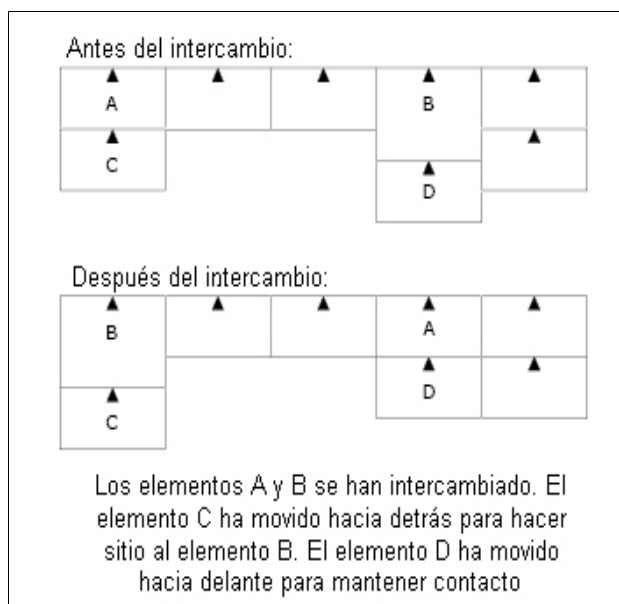 Antes del intercambio:
A
B
C
D
Después del intercambio:
B
A
D
C
Los elementos A y B se han intercambiado. El
elemento C ha movido hacia detrás para hacer
sitio al elemento B. El elemento D ha movido
hacia delante para mantener contacto